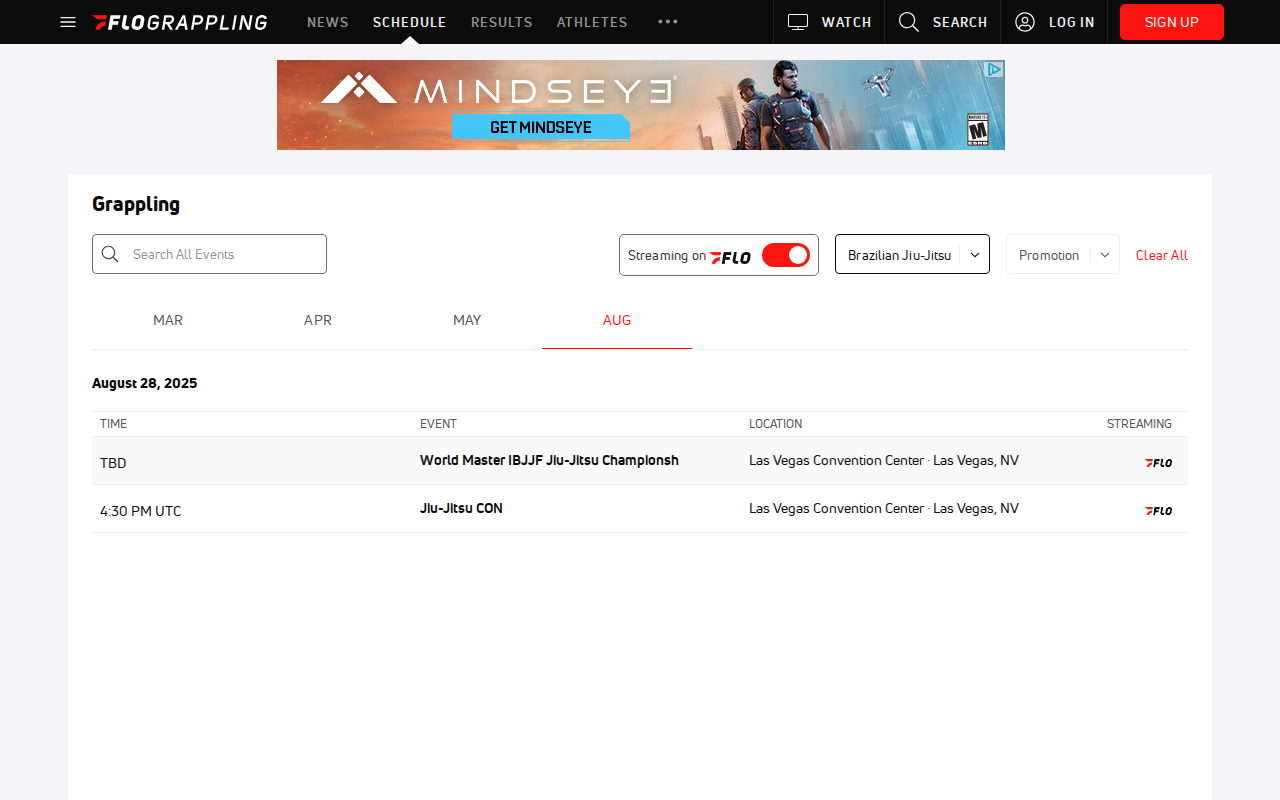 FLOGRAPPLING NEWS SCHEDULE RESULTS ATHLETES ••• WATCH SEARCH LOG IN SIGN UP
MINDSEYE
GET MINDSEYE
M
Grappling
Search All Events Streaming on FLO Brazilian Jiu-Jitsu Promotion Clear All
MAR APR MAY AUG
August 28, 2025
TIME EVENT LOCATION STREAMING
TBD World Master IBJJF Jiu-Jitsu Championsh Las Vegas Convention Center · Las Vegas, NV FLO
4:30 PM UTC Jiu-Jitsu CON Las Vegas Convention Center · Las Vegas, NV FLO